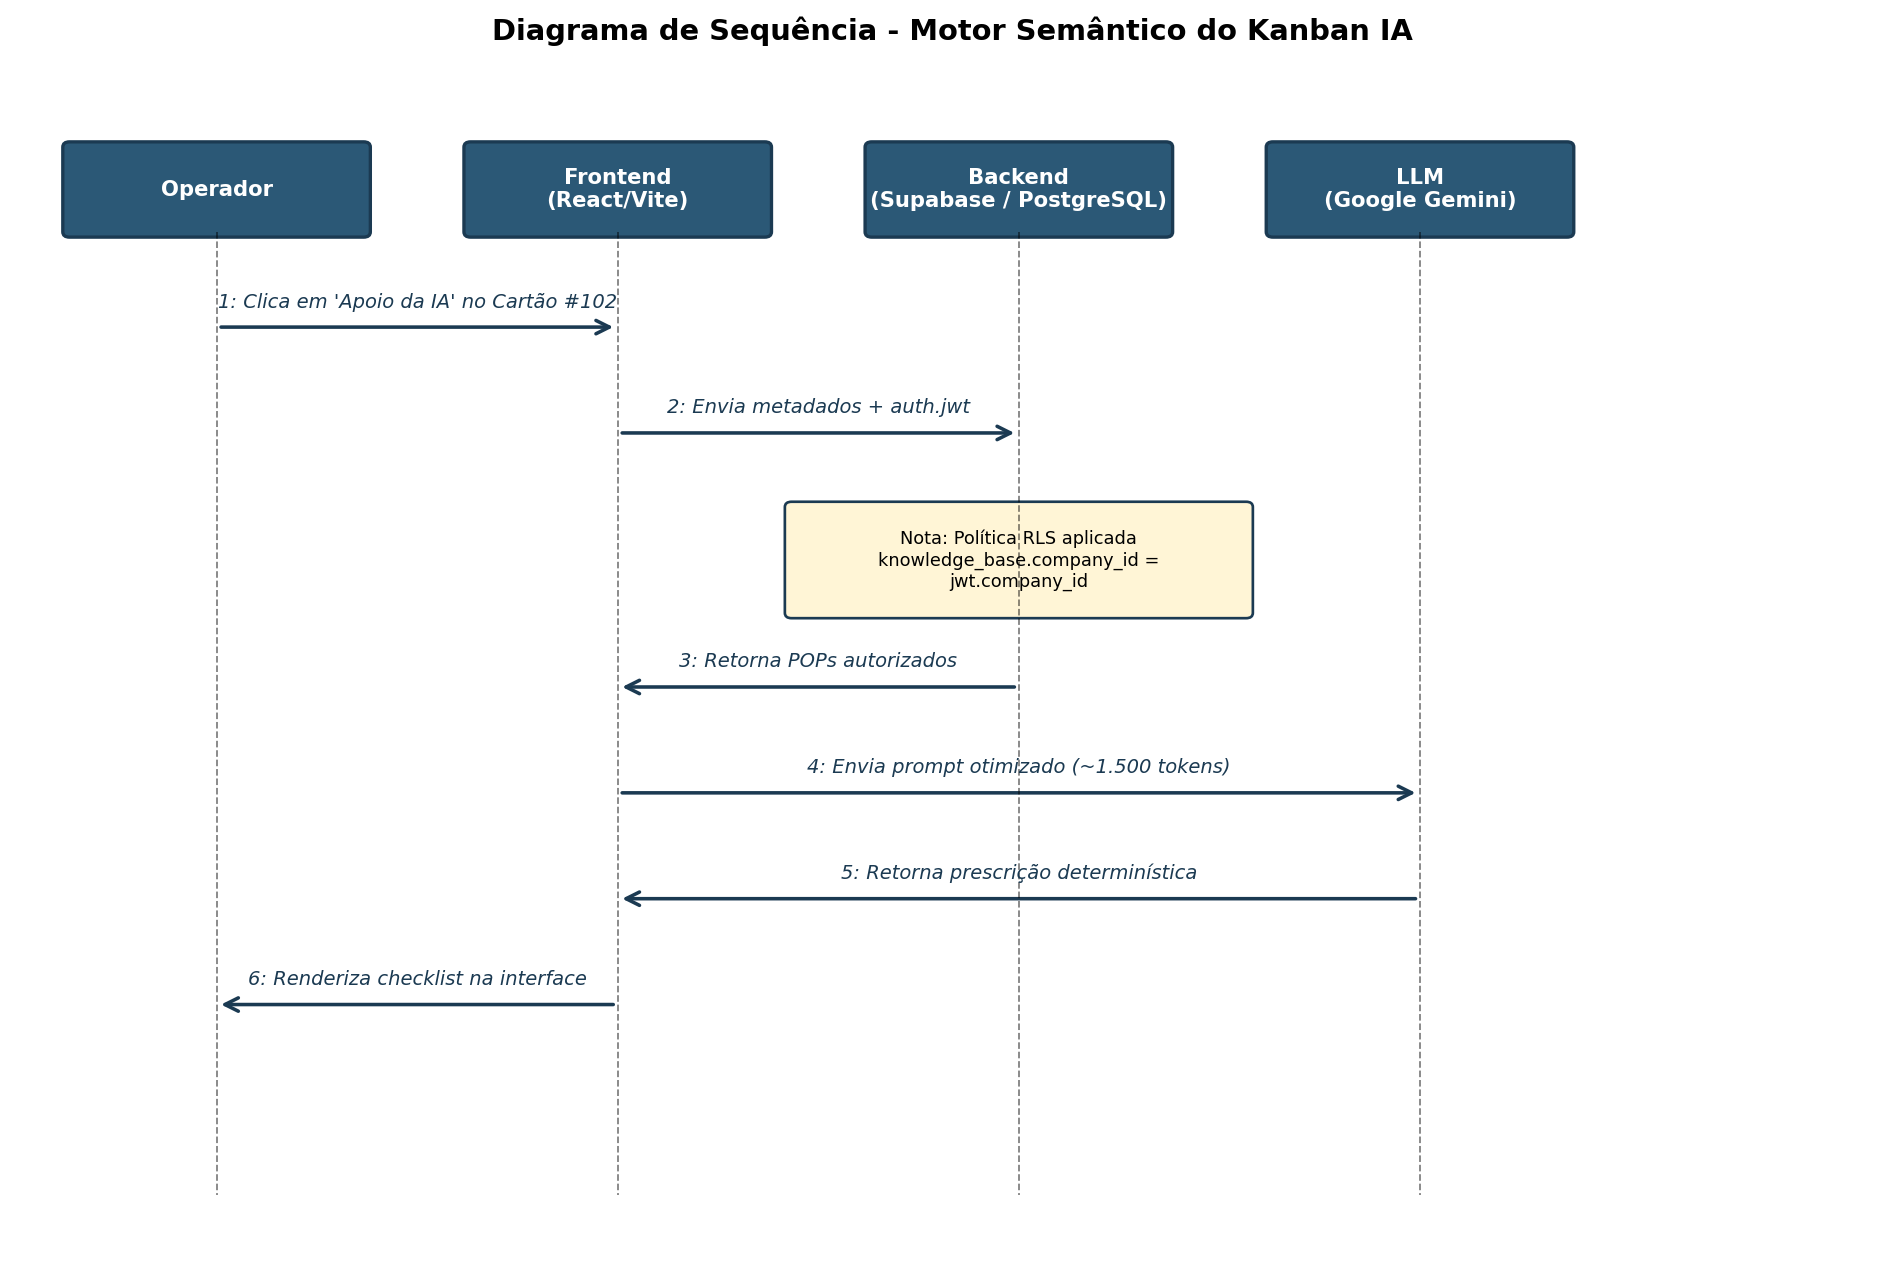 Diagrama de Sequência - Motor Semântico do Kanban IA
Operador
Frontend
(React/Vite)
Backend
(Supabase / PostgreSQL)
LLM
(Google Gemini)
1: Clica em 'Apoio da IA' no Cartão #102
2: Envia metadados + auth.jwt
Nota: Política RLS aplicada
knowledge_base.company_id =
jwt.company_id
3: Retorna POPs autorizados
4: Envia prompt otimizado (~1.500 tokens)
5: Retorna prescrição determinística
6: Renderiza checklist na interface